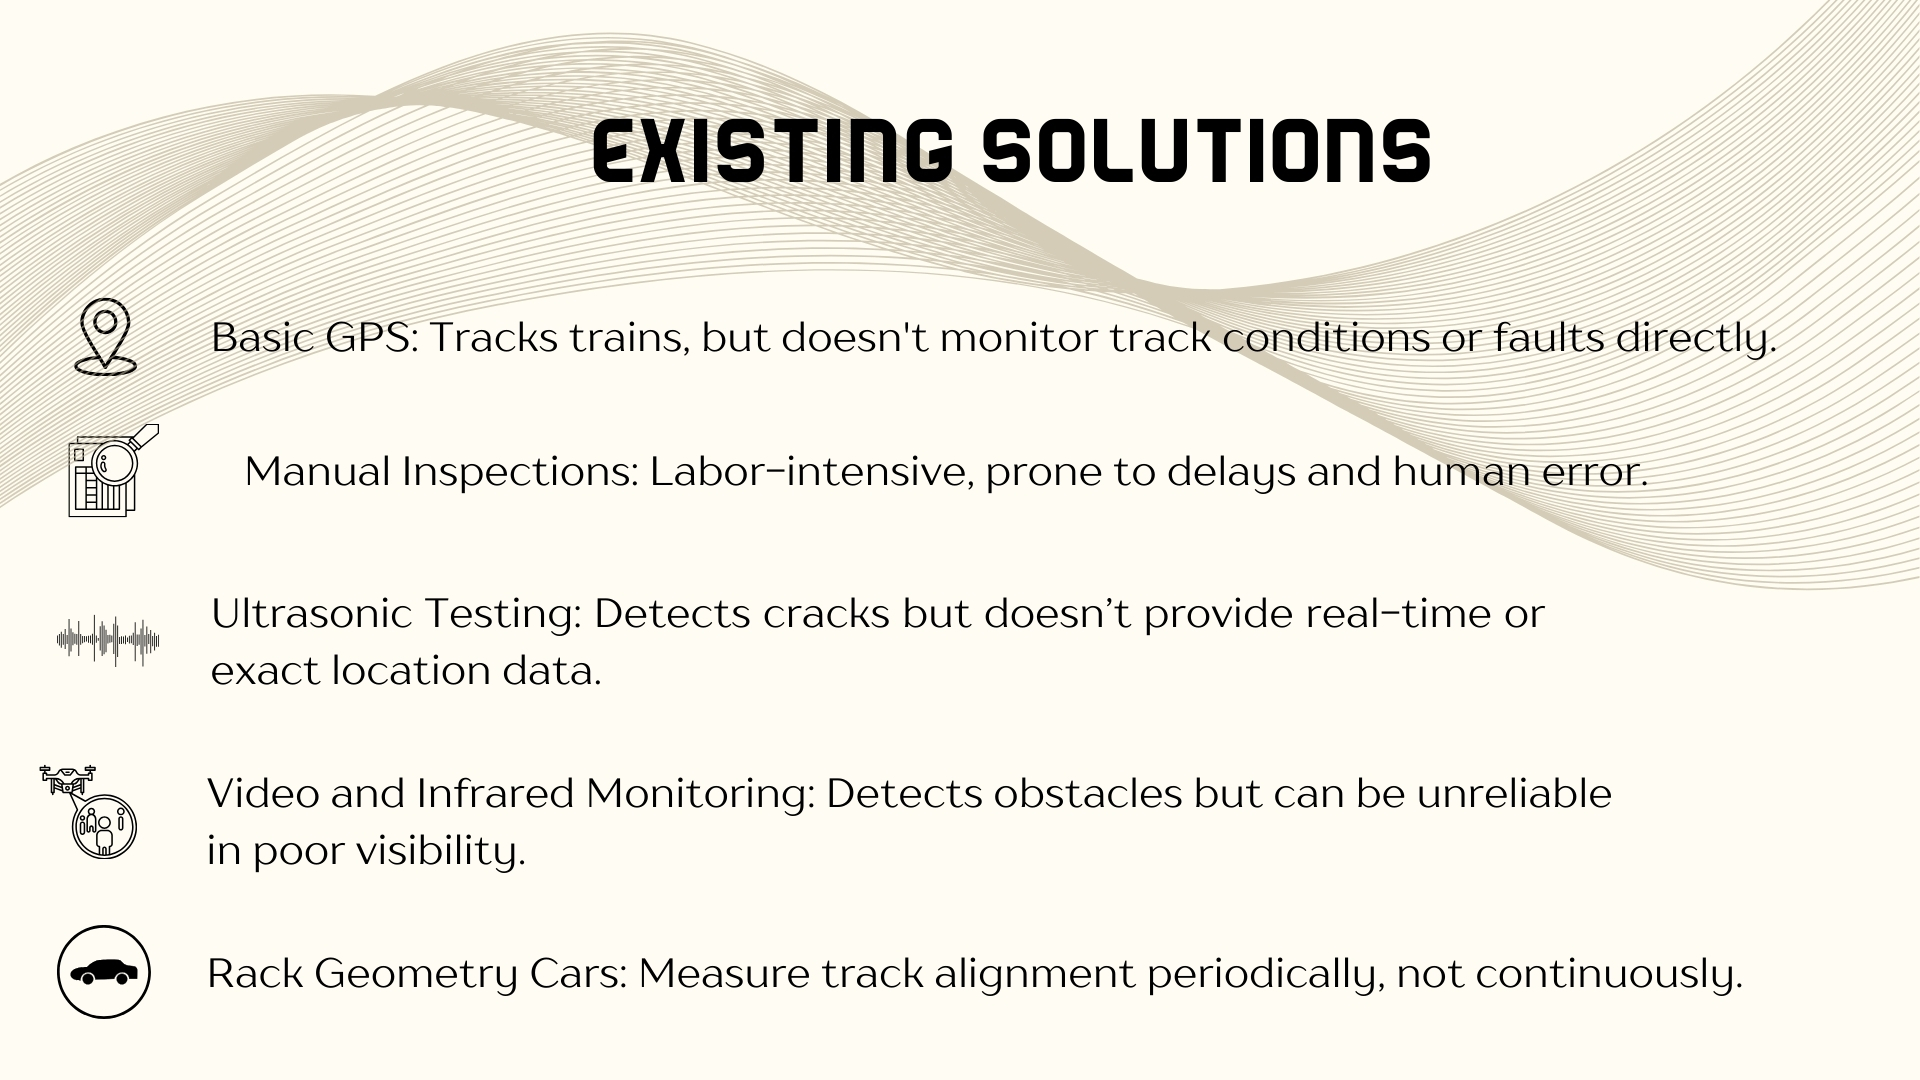 EXISTING SOLUTIONS
Basic GPS: Tracks trains, but doesn't monitor track conditions or faults directly.
Manual Inspections: Labor-intensive, prone to delays and human error.
Ultrasonic Testing: Detects cracks but doesn’t provide real-time or
exact location data.
Video and Infrared Monitoring: Detects obstacles but can be unreliable
in poor visibility.
Rack Geometry Cars: Measure track alignment periodically, not continuously.